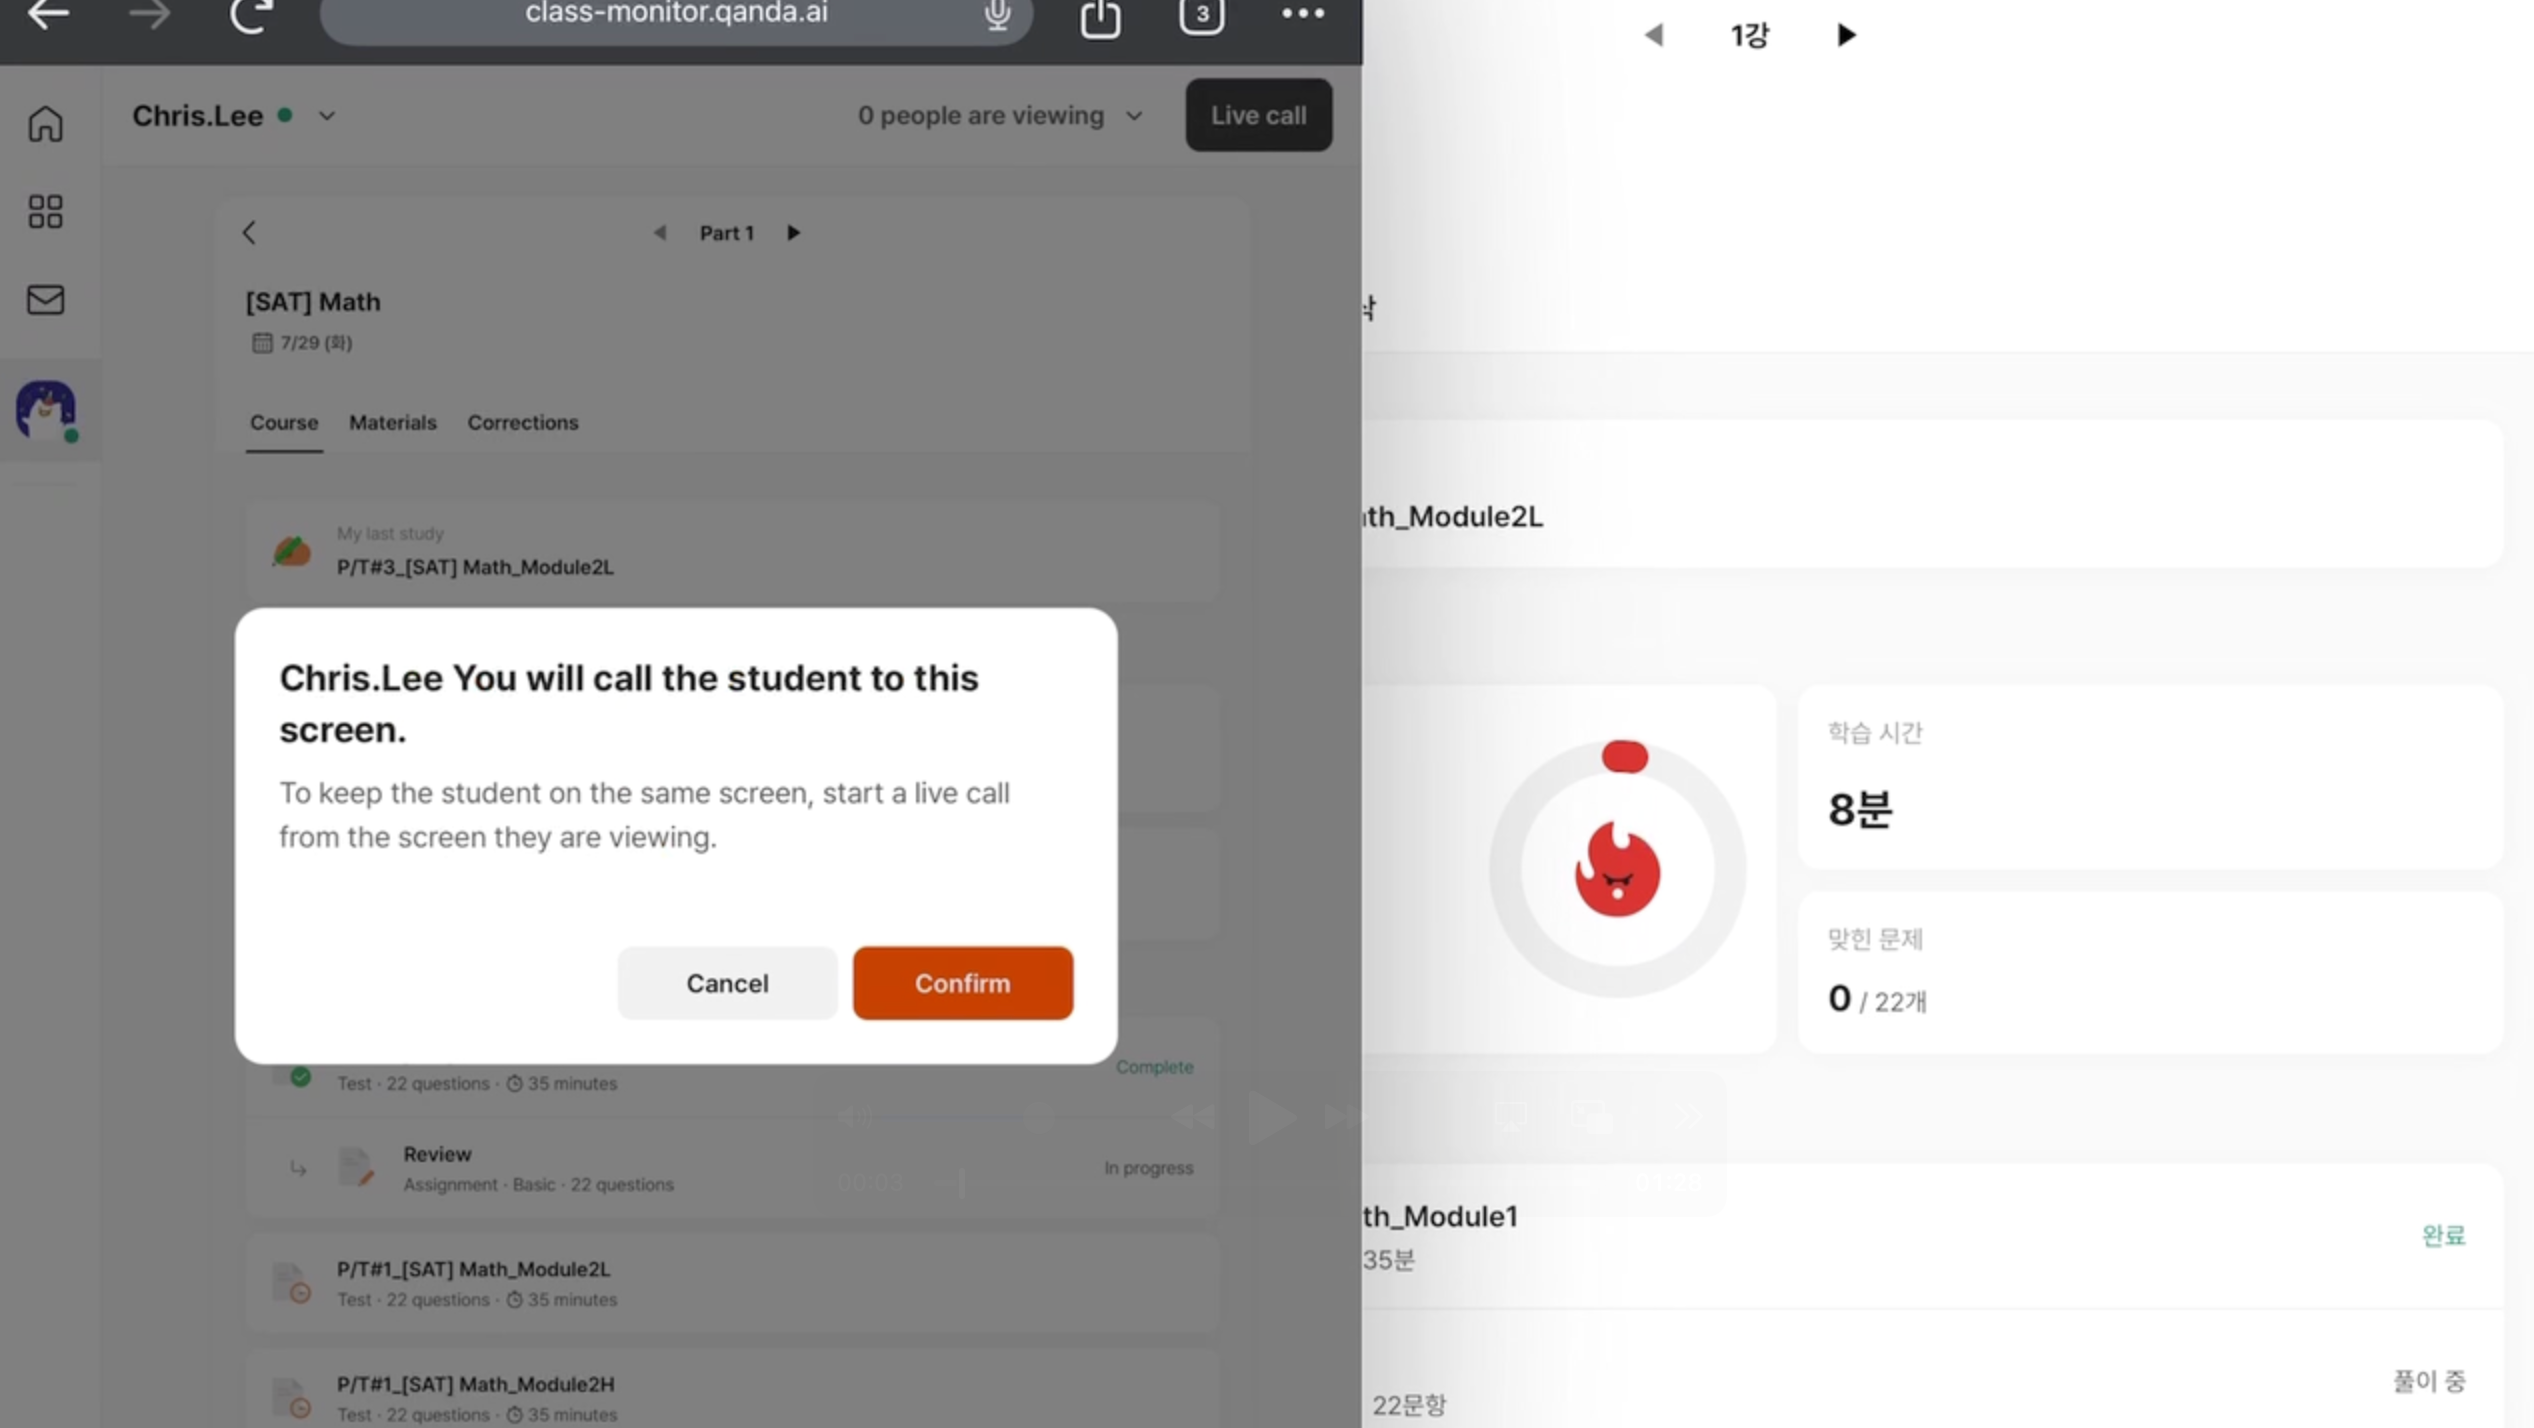 class-monitor.qanda.ai
3
Chris.Lee
0 people are viewing
Live call
Part 1
[SAT] Math
7/29 (화)
Course
Materials
Corrections
My last study
P/T#3_[SAT] Math_Module2L
Chris.Lee You will call the student to this
screen.
To keep the student on the same screen, start a live call
from the screen they are viewing.
Cancel
Confirm
Test · 22 questions · 35 minutes
Complete
Review
Assignment · Basic · 22 questions
In progress
00:03
P/T#1_[SAT] Math_Module2L
Test · 22 questions · 35 minutes
P/T#1_[SAT] Math_Module2H
Test · 22 questions · 35 minutes
1강
th_Module2L
학습 시간
8분
맞힌 문제
0 / 22개
th_Module1
35분
완료
22문항
풀이 중